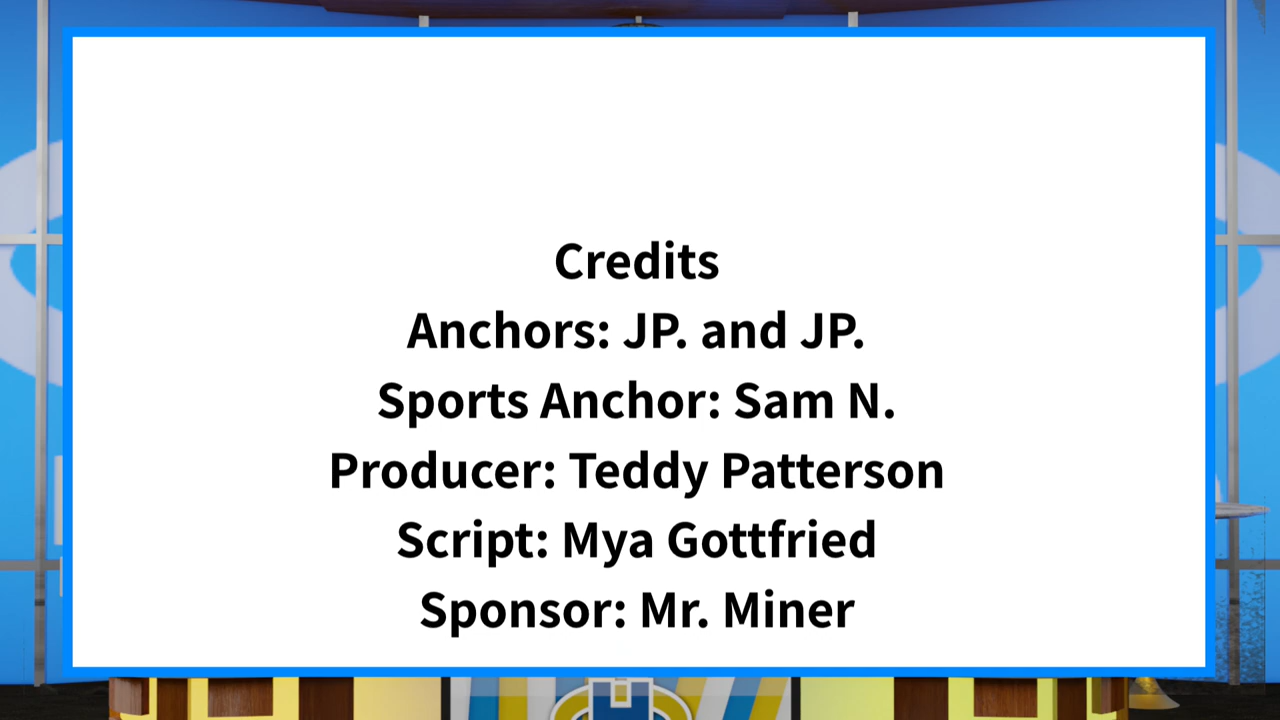 Credits
Anchors: JP. and JP.
Sports Anchor: Sam N.
Producer: Teddy Patterson
Script: Mya Gottfried
Sponsor: Mr. Miner